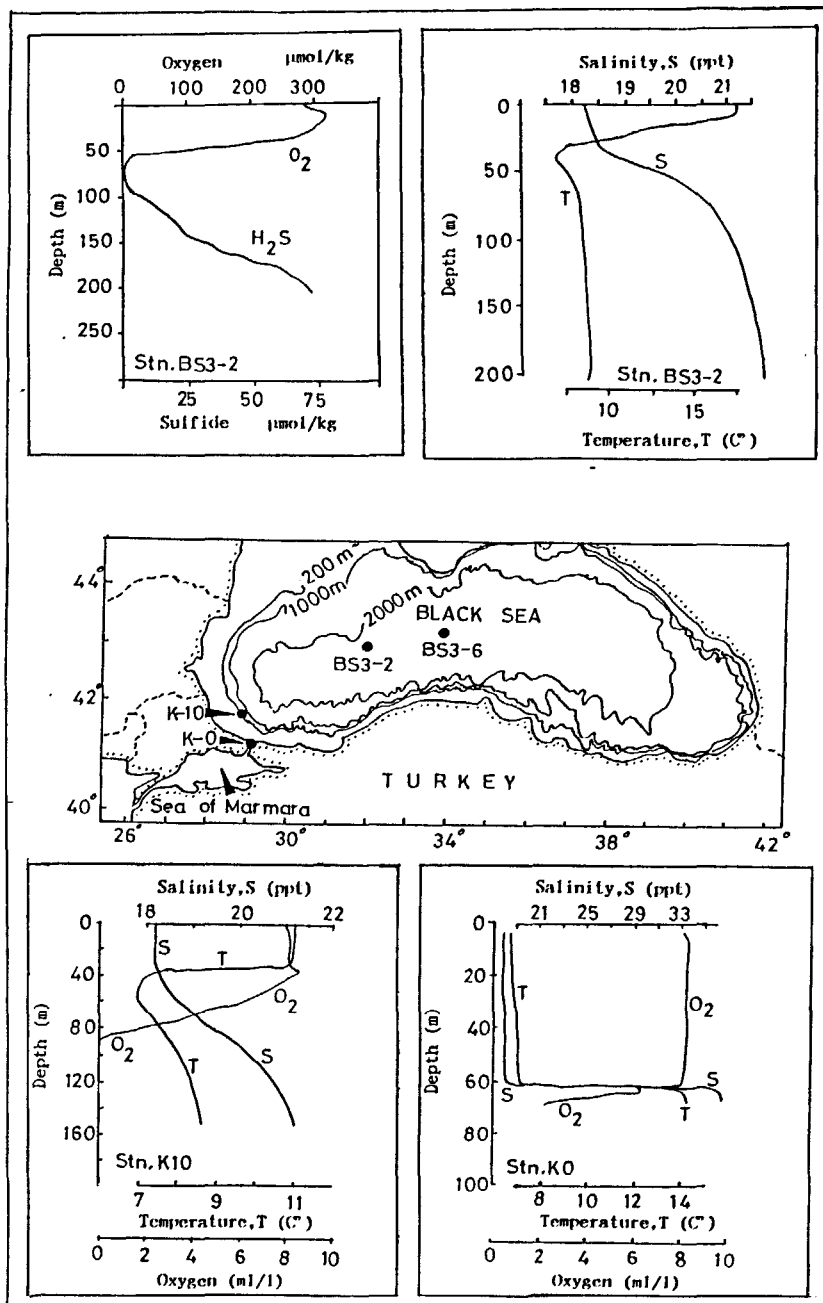 Oxygen μmol/kg
0 100 200 300
50
100
150
200
250
Depth (m)
O2
H2S
Stn.BS3-2
25 50 75
Sulfide μmol/kg
Salinity,S (ppt)
18 19 20 21
0
50
100
150
200
Depth (m)
S
T
Stn.BS3-2
10 15
Temperature,T (C°)
44°
42°
40°
26° 30° 34° 38° 42°
200m
1000m
2000m
BLACK SEA
BS3-2
BS3-6
K-10
K-0
Sea of Marmara
TURKEY
Salinity,S (ppt)
18 20 22
0
40
80
120
160
Depth (m)
S
T
O2
O2
T
S
Stn.K10
7 9 11
Temperature,T (C°)
0 2 4 6 8 10
Oxygen (ml/l)
Salinity,S (ppt)
21 25 29 33
0
20
40
60
80
100
Depth (m)
T
O2
S
S
O2
T
Stn.K0
8 10 12 14
Temperature,T (C°)
0 2 4 6 8 10
Oxygen (ml/l)